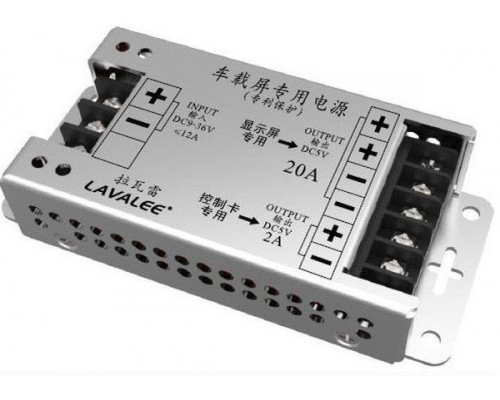 车载屏专用电源
(专利保护)
+
−
−
INPUT
输入
DC9-36V
≤12A
显示屏
专用
OUTPUT
输出
DC5V
20A
+
+
−
−
控制卡
专用
OUTPUT
输出
DC5V
2A
+
−
拉瓦雷
LAVALEE®